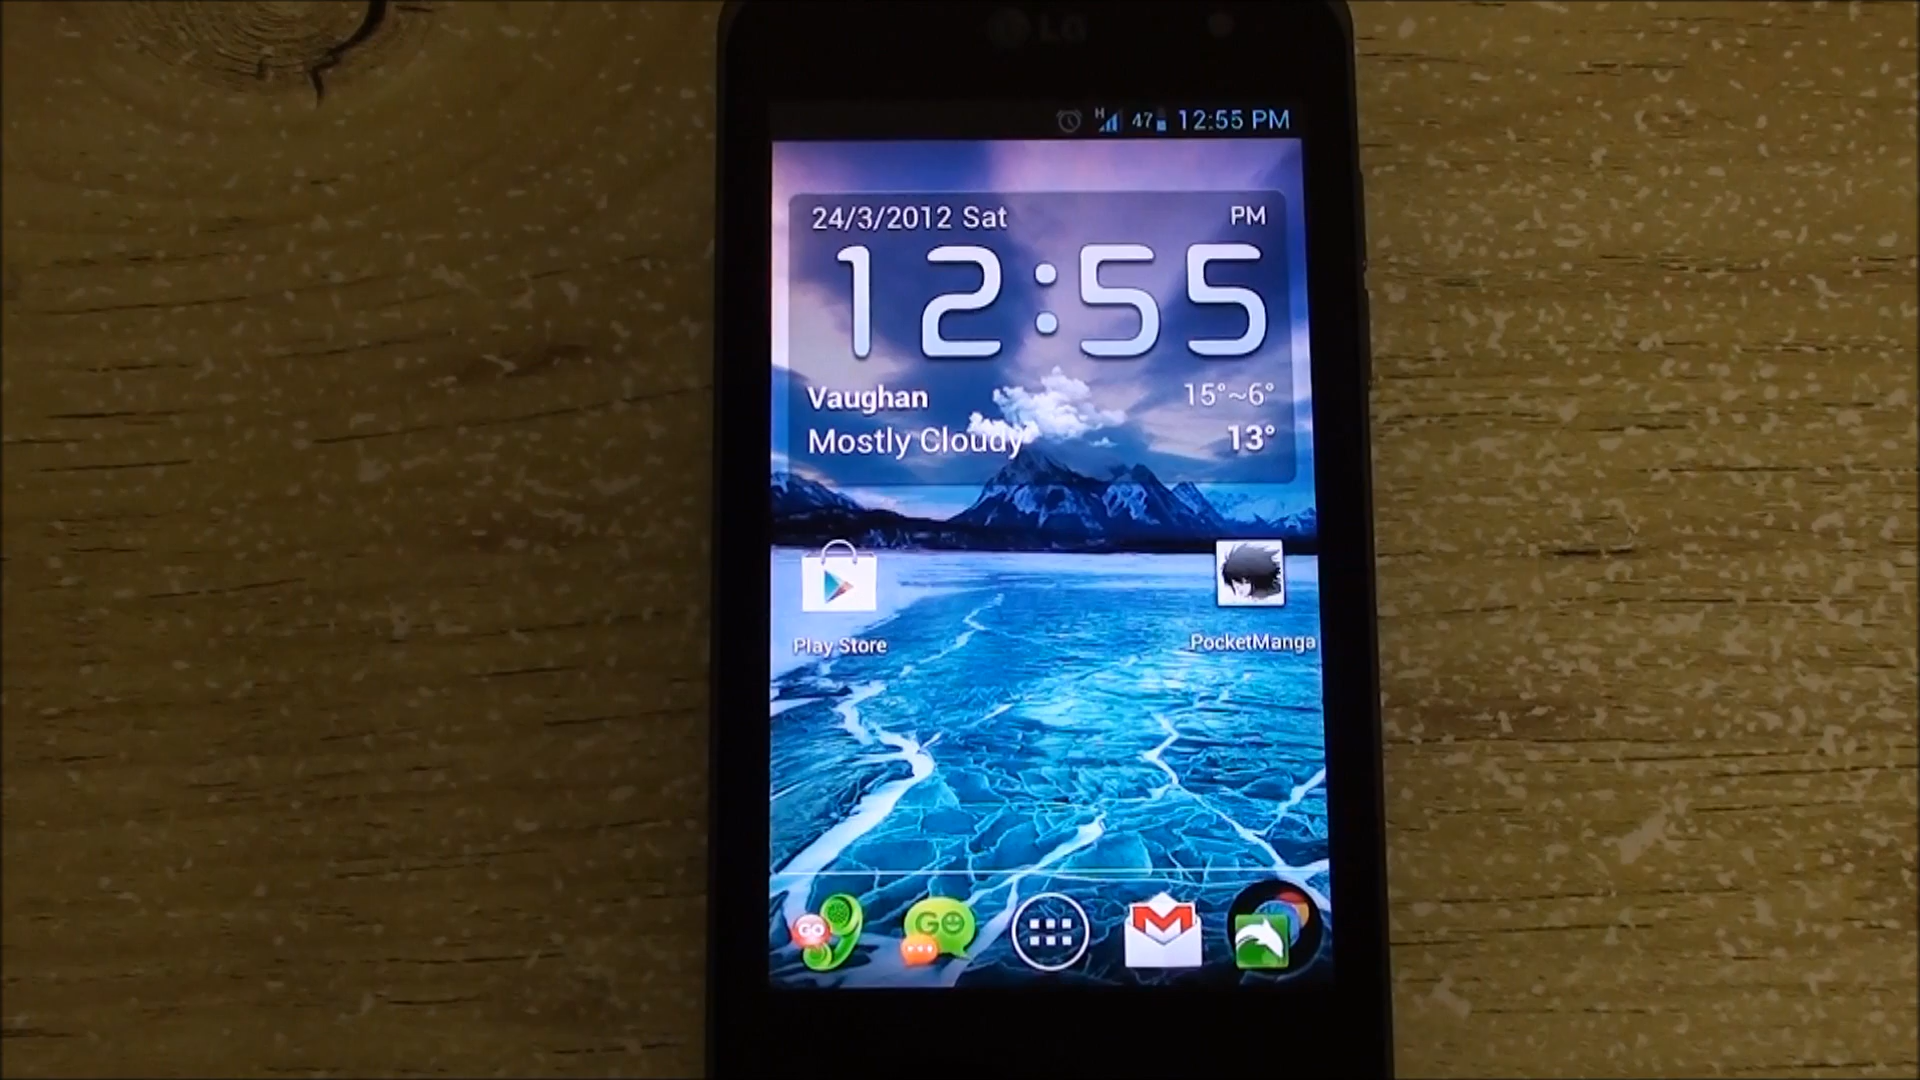 LG
47 12:55 PM
24/3/2012 Sat PM
12:55
Vaughan 15°~6°
Mostly Cloudy 13°
Play Store PocketManga
GO GO